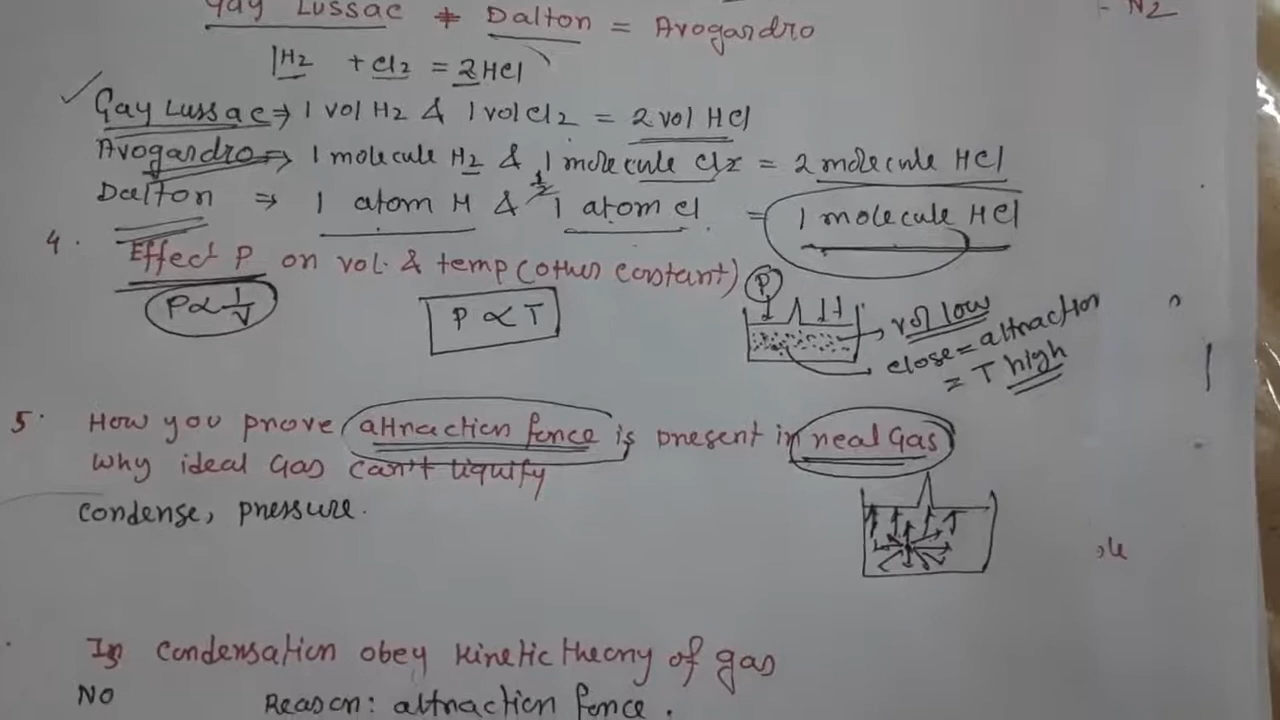 Gay Lussac + Dalton = Avogardro
- N2
1H2 + Cl2 = 2HCl
Gay Lussac ⇒ 1 vol H2 & 1 vol Cl2 = 2 vol HCl
Avogardro ⇒ 1 molecule H2 & 1 molecule Cl2 = 2 molecule HCl
Dalton ⇒ 1 atom H & 1/2 1 atom Cl = 1 molecule HCl
4. Effect P on vol. & temp (other constant)
P ∝ 1/V
P ∝ T
P
vol low
close = attraction
= T high
5. How you prove attraction force is present in real Gas
Why ideal Gas can't liquify
condense, pressure.
Is condensation obey kinetic theory of gas
No Reason: attraction force.